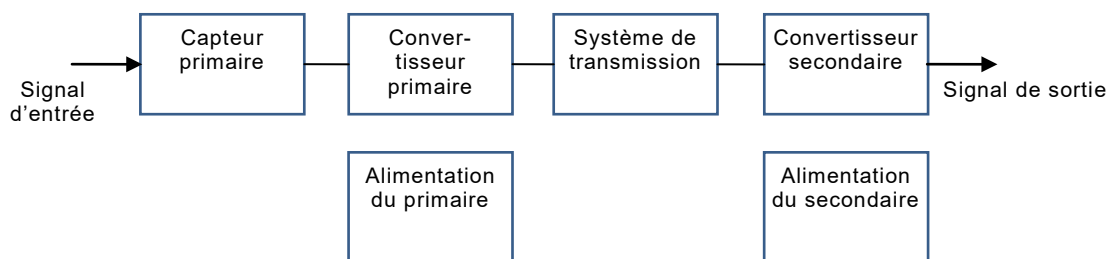 Signal
d'entrée
Capteur
primaire
Conver-
tisseur
primaire
Système de
transmission
Convertisseur
secondaire
Signal de sortie
Alimentation
du primaire
Alimentation
du secondaire